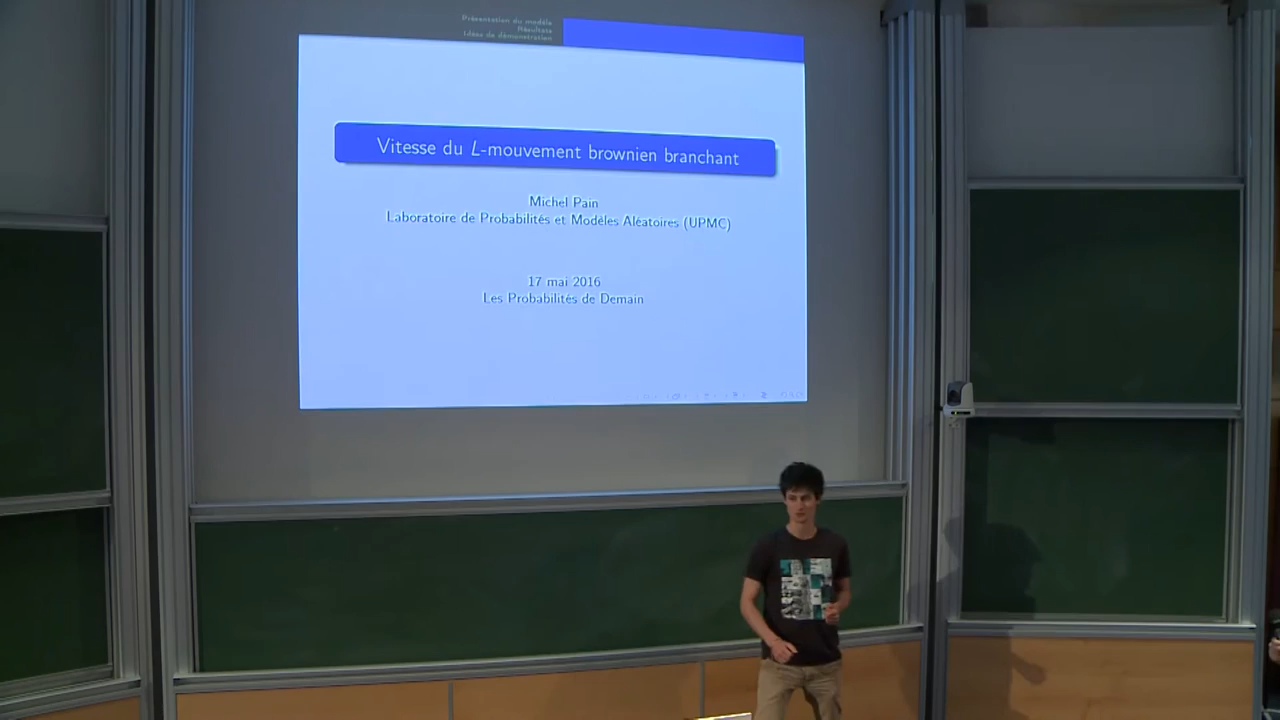 Présentation du modèle
Résultats
Idées de démonstration
Vitesse du L-mouvement brownien branchant
Michel Pain
Laboratoire de Probabilités et Modèles Aléatoires (UPMC)
17 mai 2016
Les Probabilités de Demain